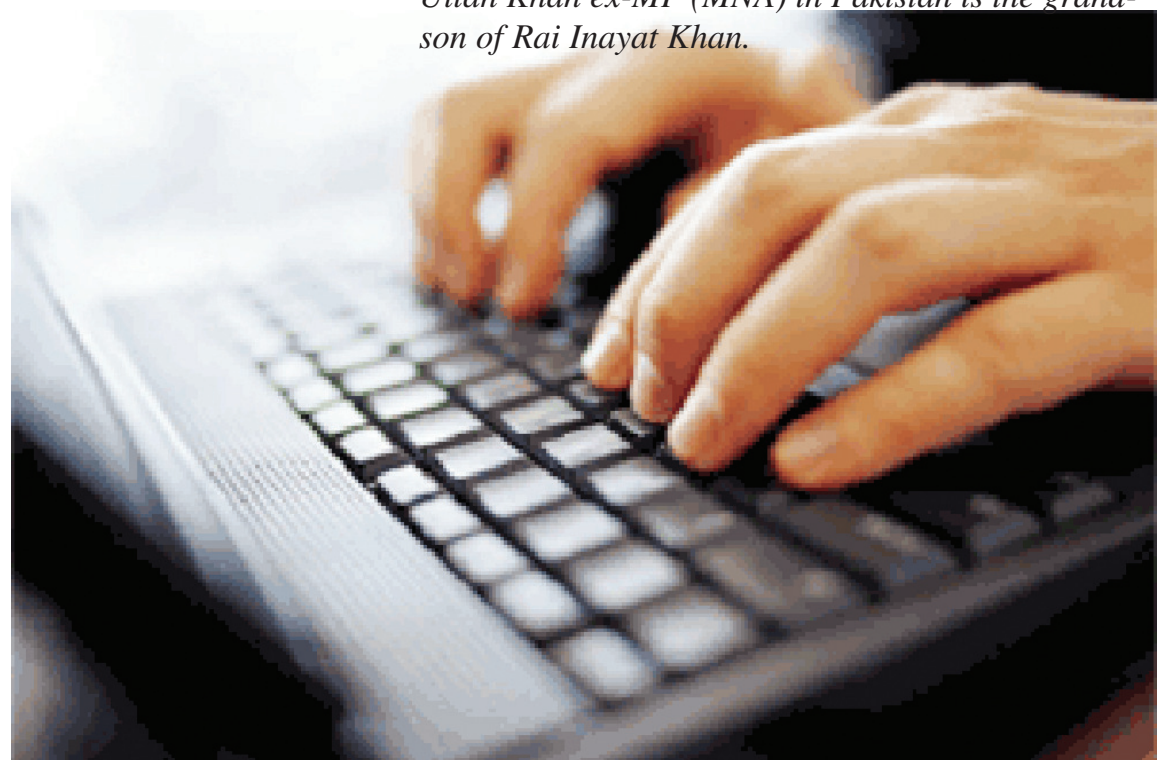 Ullah Khan ex-MP (MNA) in Pakistan is the grand-
son of Rai Inayat Khan.